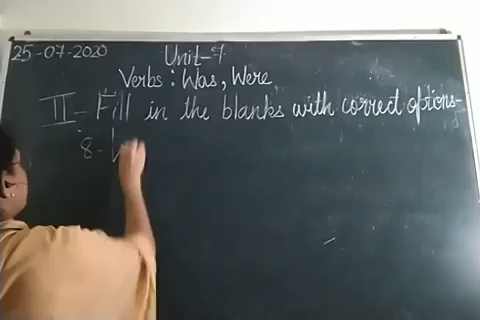 25-07-2020
Unit-7
Verbs : Was, Were
II - Fill in the blanks with correct options-
8-